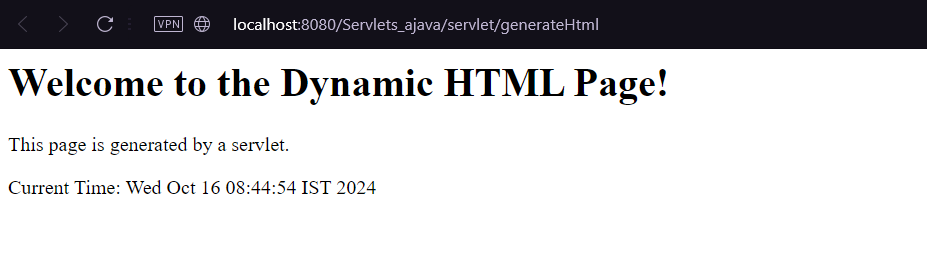 VPN localhost:8080/Servlets_ajava/servlet/generateHtml
Welcome to the Dynamic HTML Page!
This page is generated by a servlet.
Current Time: Wed Oct 16 08:44:54 IST 2024